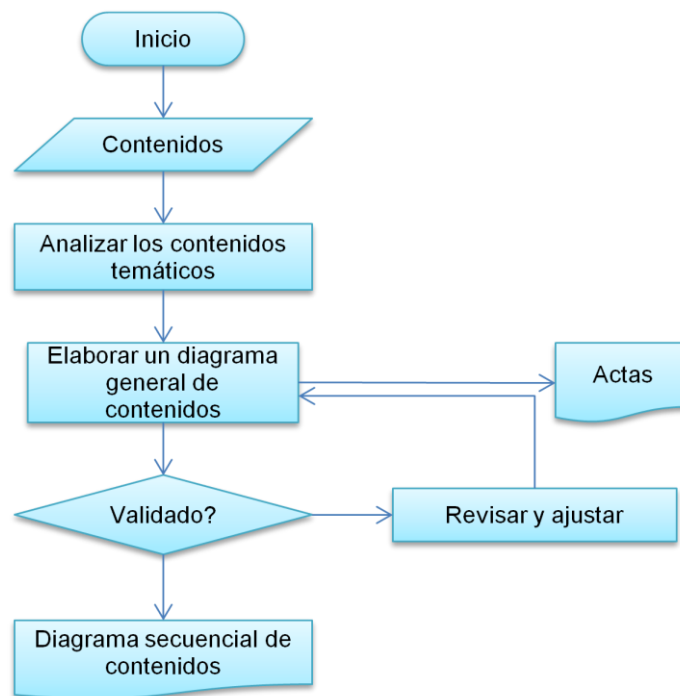 Inicio
Contenidos
Analizar los contenidos
temáticos
Elaborar un diagrama
general de
contenidos
Actas
Validado?
Revisar y ajustar
Diagrama secuencial de
contenidos